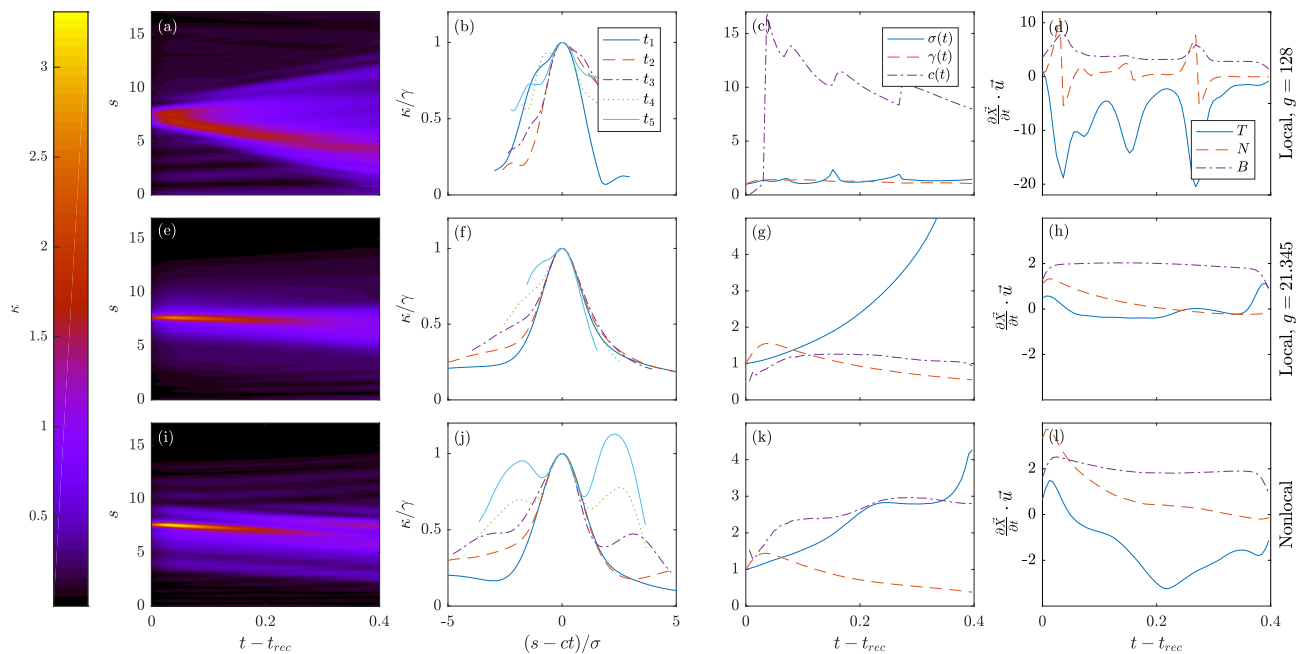 (a)
(b)
(c)
(d)
3
2.5
2
1.5
1
0.5
κ
15
10
5
0
s
1
0.5
0
κ/γ
t₁
t₂
t₃
t₄
t₅
15
10
5
0
σ(t)
γ(t)
c(t)
10
0
-10
-20
∂X⃗/∂t · u⃗
T
N
B
Local, g = 128
(e)
(f)
(g)
(h)
15
10
5
0
s
1
0.5
0
κ/γ
5
4
3
2
1
0
2
0
-2
∂X⃗/∂t · u⃗
Local, g = 21.345
(i)
(j)
(k)
(l)
15
10
5
0
s
0 0.2 0.4
t − t_rec
1
0.5
0
κ/γ
-5 0 5
(s − ct)/σ
4
3
2
1
0
0 0.2 0.4
t − t_rec
2
0
-2
∂X⃗/∂t · u⃗
0 0.2 0.4
t − t_rec
Nonlocal